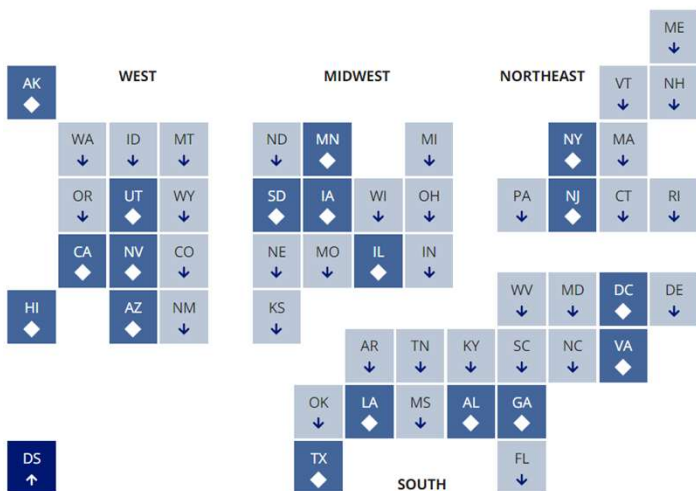 ME
AK WEST MIDWEST NORTHEAST VT NH
WA ID MT ND MN MI NY MA
OR UT WY SD IA WI OH PA NJ CT RI
CA NV CO NE MO IL IN
HI AZ NM KS WV MD DC DE
AR TN KY SC NC VA
OK LA MS AL GA
DS TX SOUTH FL